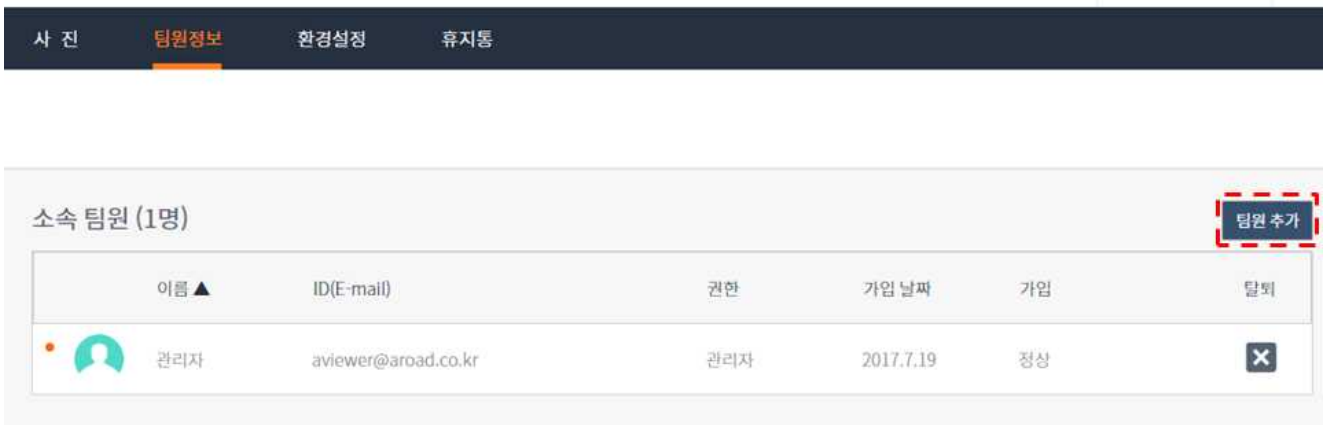 사 진 팀원정보 환경설정 휴지통
소속 팀원 (1명)
팀원 추가
이름▲ ID(E-mail) 권한 가입 날짜 가입 탈퇴
관리자 aviewer@aroad.co.kr 관리자 2017.7.19 정상